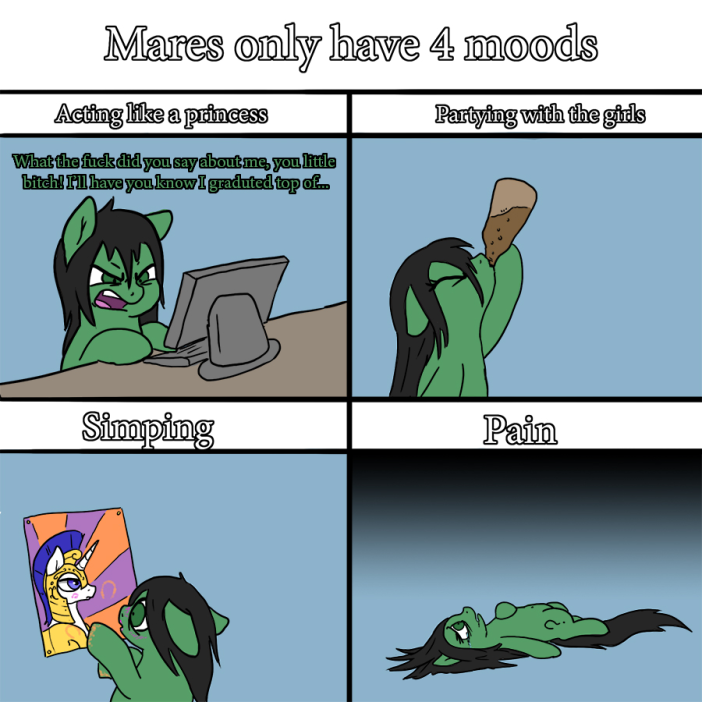 Mares only have 4 moods
Acting like a princess
Partying with the girls
What the fuck did you say about me, you little
bitch! I'll have you know I graduted top of...
Simping
Pain